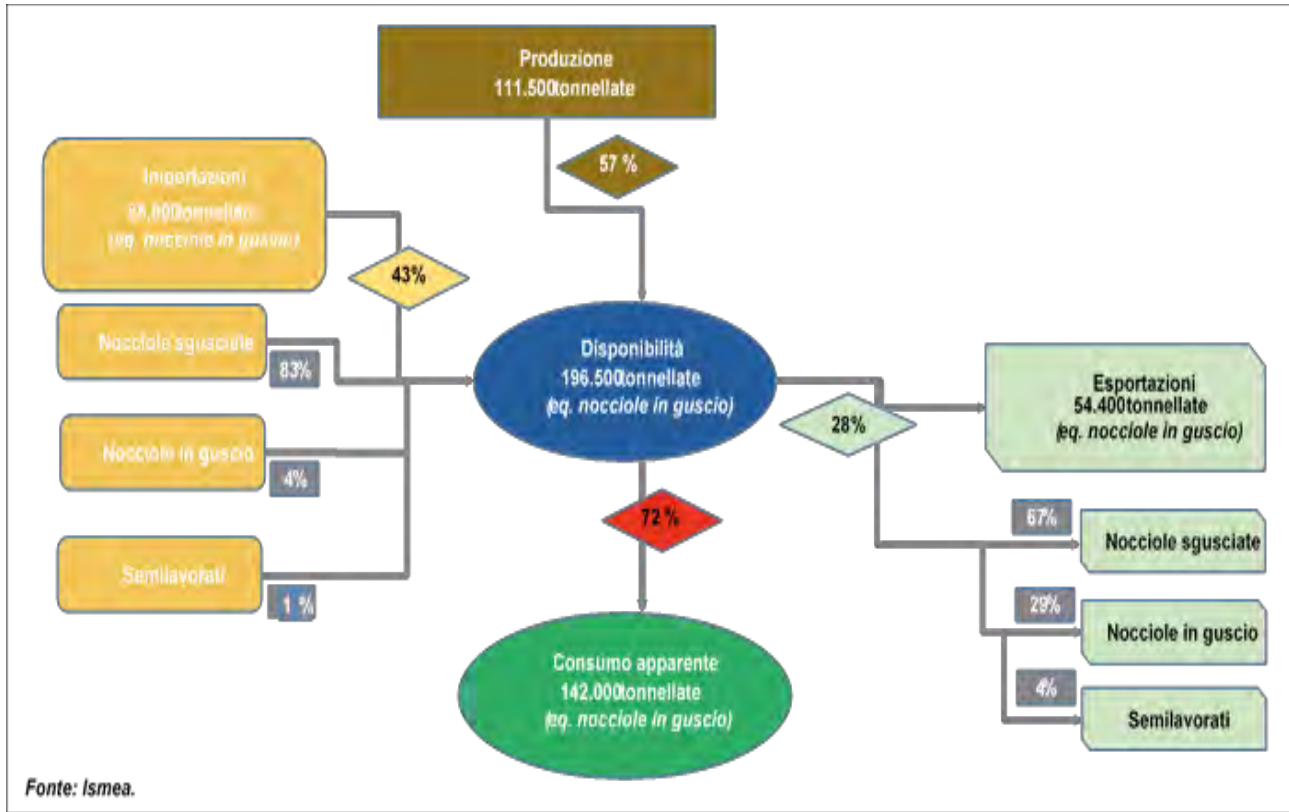 Produzione
111.500tonnellate
57 %
Importazioni
(eq. nocciole in guscio)
43%
Nocciole sgusciate
83%
Nocciole in guscio
4%
Semilavorati
1 %
Disponibilità
196.500tonnellate
(eq. nocciole in guscio)
72 %
Consumo apparente
142.000tonnellate
(eq. nocciole in guscio)
28%
Esportazioni
54.400tonnellate
(eq. nocciole in guscio)
67%
Nocciole sgusciate
29%
Nocciole in guscio
4%
Semilavorati
Fonte: Ismea.